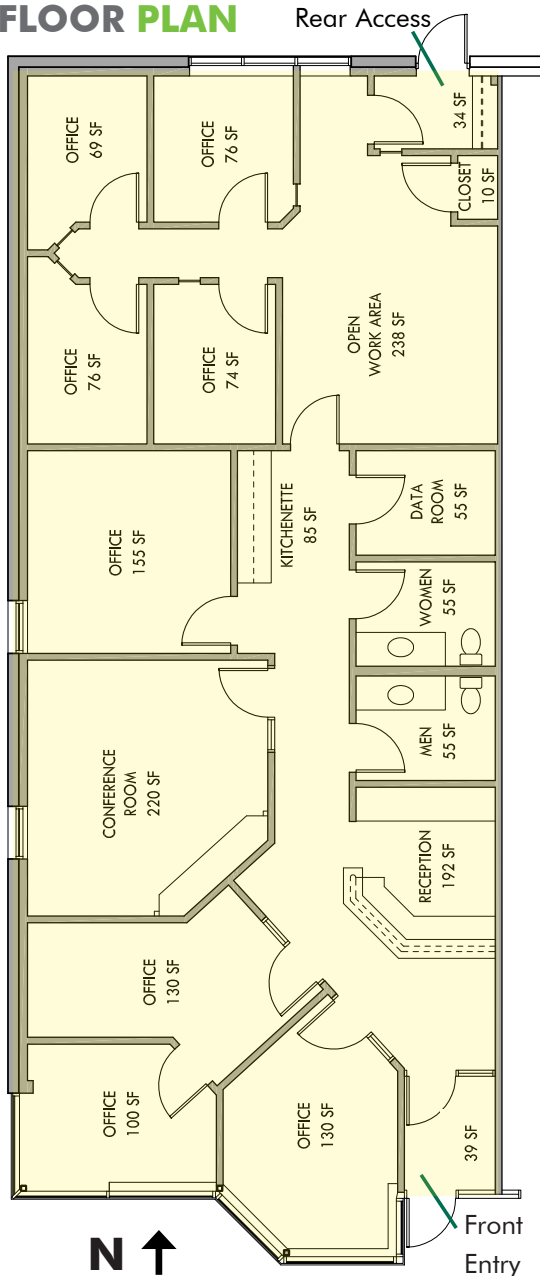 FLOOR PLAN
Rear Access
34 SF
CLOSET
10 SF
OFFICE
69 SF
OFFICE
76 SF
OFFICE
76 SF
OFFICE
74 SF
OPEN
WORK AREA
238 SF
OFFICE
155 SF
KITCHENETTE
85 SF
DATA
ROOM
55 SF
WOMEN
55 SF
MEN
55 SF
CONFERENCE
ROOM
220 SF
RECEPTION
192 SF
OFFICE
130 SF
OFFICE
100 SF
OFFICE
130 SF
39 SF
Front
Entry
N